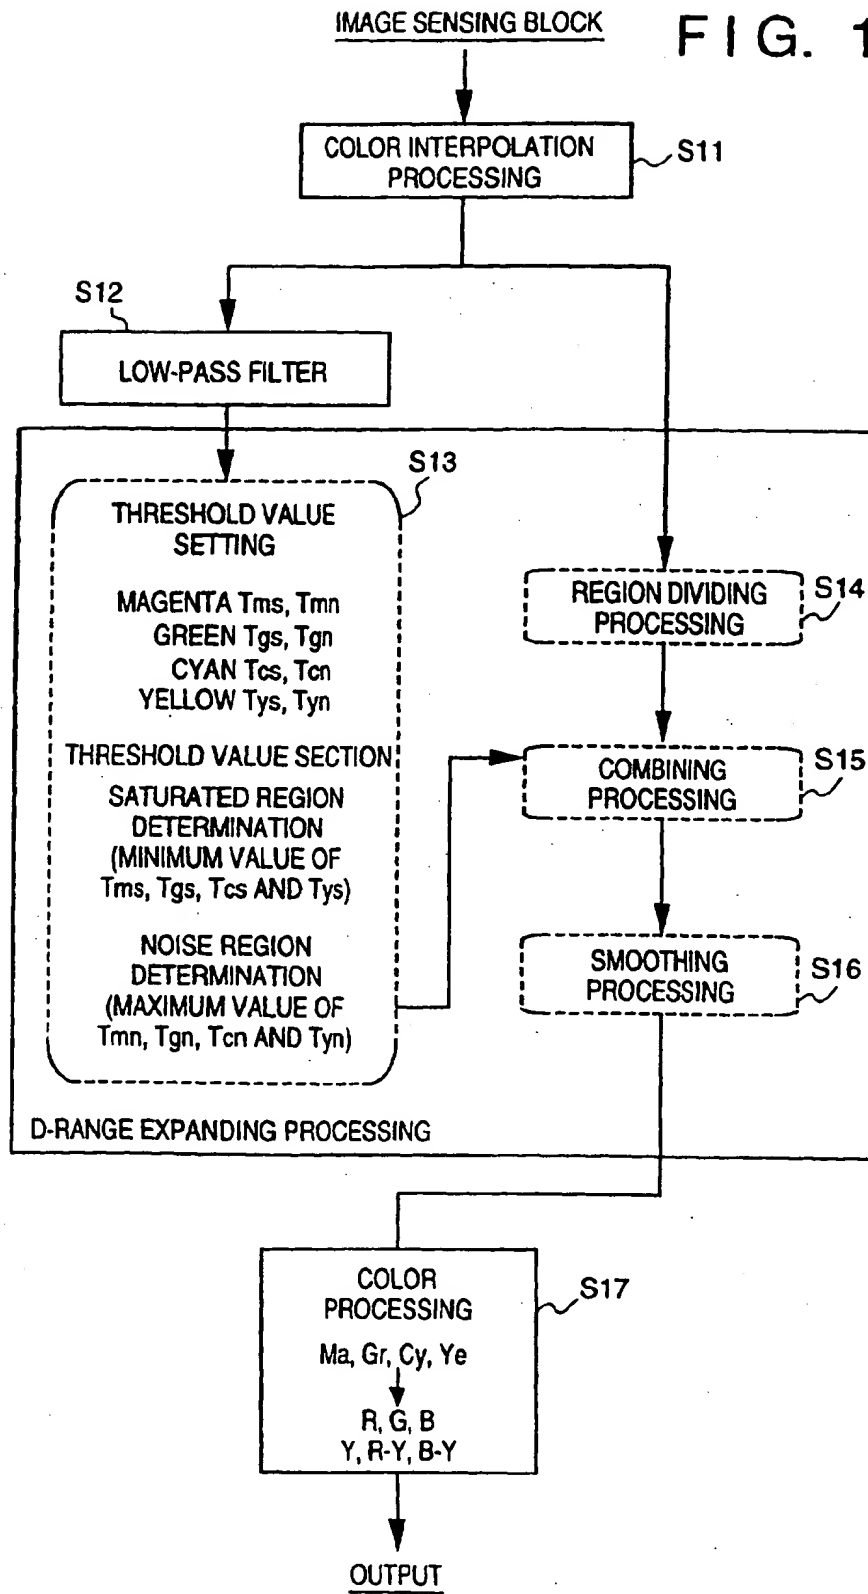 IMAGE SENSING BLOCK
FIG. 1
COLOR INTERPOLATION
PROCESSING
S11
S12
LOW-PASS FILTER
S13
THRESHOLD VALUE
SETTING
MAGENTA Tms, Tmn
GREEN Tgs, Tgn
CYAN Tcs, Tcn
YELLOW Tys, Tyn
THRESHOLD VALUE SECTION
SATURATED REGION
DETERMINATION
(MINIMUM VALUE OF
Tms, Tgs, Tcs AND Tys)
NOISE REGION
DETERMINATION
(MAXIMUM VALUE OF
Tmn, Tgn, Tcn AND Tyn)
REGION DIVIDING
PROCESSING
S14
COMBINING
PROCESSING
S15
SMOOTHING
PROCESSING
S16
D-RANGE EXPANDING PROCESSING
COLOR
PROCESSING
S17
Ma, Gr, Cy, Ye
R, G, B
Y, R-Y, B-Y
OUTPUT